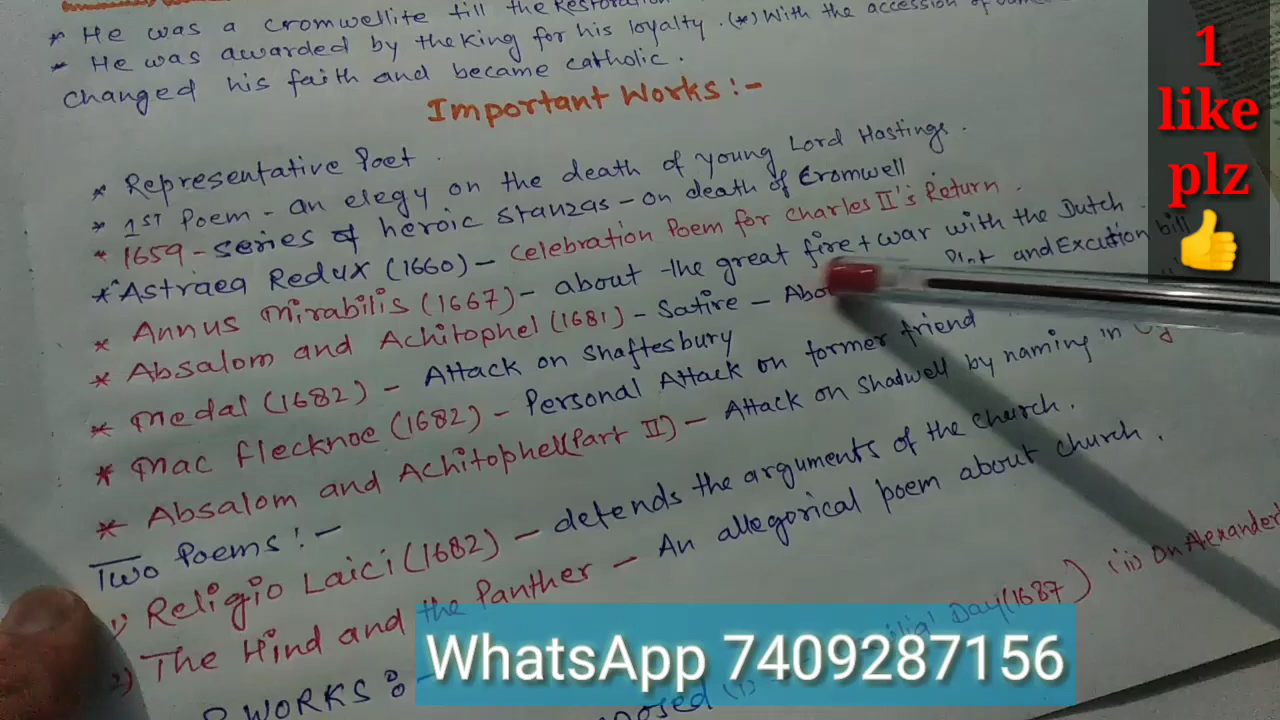 * He was a cromwellite till the Restoration
* He was awarded by the King for his loyalty. (*) With the accession of
changed his faith and became catholic.
Important Works :-
* Representative Poet.
* 1ST Poem - an elegy on the death of young Lord Hastings.
* 1659 - series of heroic stanzas - on death of Cromwell
* Astraea Redux (1660) - Celebration Poem for Charles II's Return.
* Annus Mirabilis (1667) - about the great fire + war with the Dutch.
* Absalom and Achitophel (1681) - Satire - Abo Plot and Excution bill
* Medal (1682) - Attack on Shaftesbury
* Mac Flecknoe (1682) - Personal Attack on former friend
* Absalom and Achitophel (Part II) - Attack on Shadwell by naming in Og
Two Poems :-
1) Religio Laici (1682) - defends the arguments of the church.
2) The Hind and the Panther - An allegorical poem about church.
WORKS :-
Day (1687) (ii) On Alexander
(i)
1
like
plz
👍
WhatsApp 7409287156